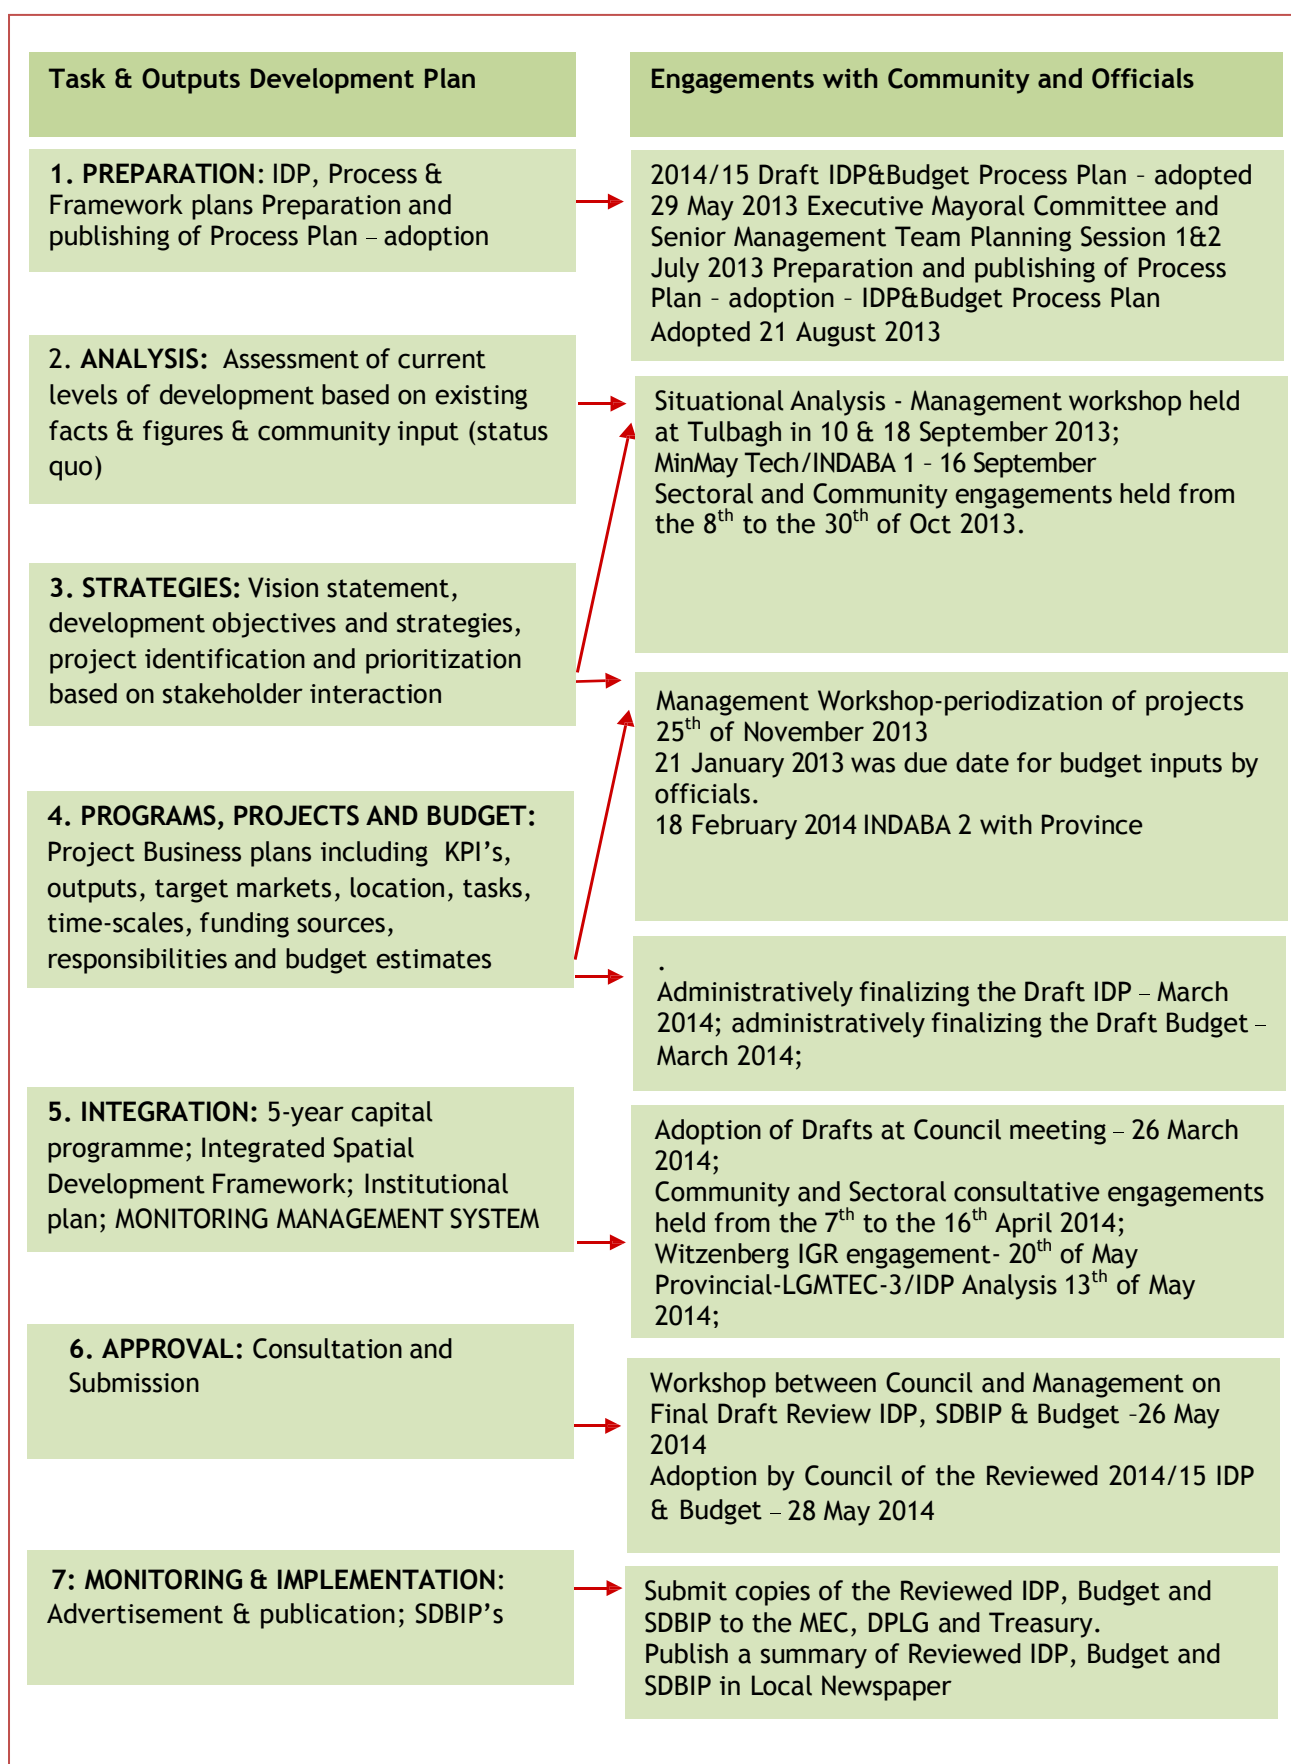 Task & Outputs Development Plan
Engagements with Community and Officials
1. PREPARATION: IDP, Process &
Framework plans Preparation and
publishing of Process Plan – adoption
2014/15 Draft IDP&Budget Process Plan – adopted
29 May 2013 Executive Mayoral Committee and
Senior Management Team Planning Session 1&2
July 2013 Preparation and publishing of Process
Plan – adoption – IDP&Budget Process Plan
Adopted 21 August 2013
2. ANALYSIS: Assessment of current
levels of development based on existing
facts & figures & community input (status
quo)
Situational Analysis - Management workshop held
at Tulbagh in 10 & 18 September 2013;
MinMay Tech/INDABA 1 – 16 September
Sectoral and Community engagements held from
the 8th to the 30th of Oct 2013.
3. STRATEGIES: Vision statement,
development objectives and strategies,
project identification and prioritization
based on stakeholder interaction
Management Workshop-periodization of projects
25th of November 2013
21 January 2013 was due date for budget inputs by
officials.
18 February 2014 INDABA 2 with Province
4. PROGRAMS, PROJECTS AND BUDGET:
Project Business plans including KPI’s,
outputs, target markets, location, tasks,
time-scales, funding sources,
responsibilities and budget estimates
.
Administratively finalizing the Draft IDP – March
2014; administratively finalizing the Draft Budget –
March 2014;
5. INTEGRATION: 5-year capital
programme; Integrated Spatial
Development Framework; Institutional
plan; MONITORING MANAGEMENT SYSTEM
Adoption of Drafts at Council meeting – 26 March
2014;
Community and Sectoral consultative engagements
held from the 7th to the 16th April 2014;
Witzenberg IGR engagement- 20th of May
Provincial-LGMTEC-3/IDP Analysis 13th of May
2014;
6. APPROVAL: Consultation and
Submission
Workshop between Council and Management on
Final Draft Review IDP, SDBIP & Budget –26 May
2014
Adoption by Council of the Reviewed 2014/15 IDP
& Budget – 28 May 2014
7: MONITORING & IMPLEMENTATION:
Advertisement & publication; SDBIP’s
Submit copies of the Reviewed IDP, Budget and
SDBIP to the MEC, DPLG and Treasury.
Publish a summary of Reviewed IDP, Budget and
SDBIP in Local Newspaper